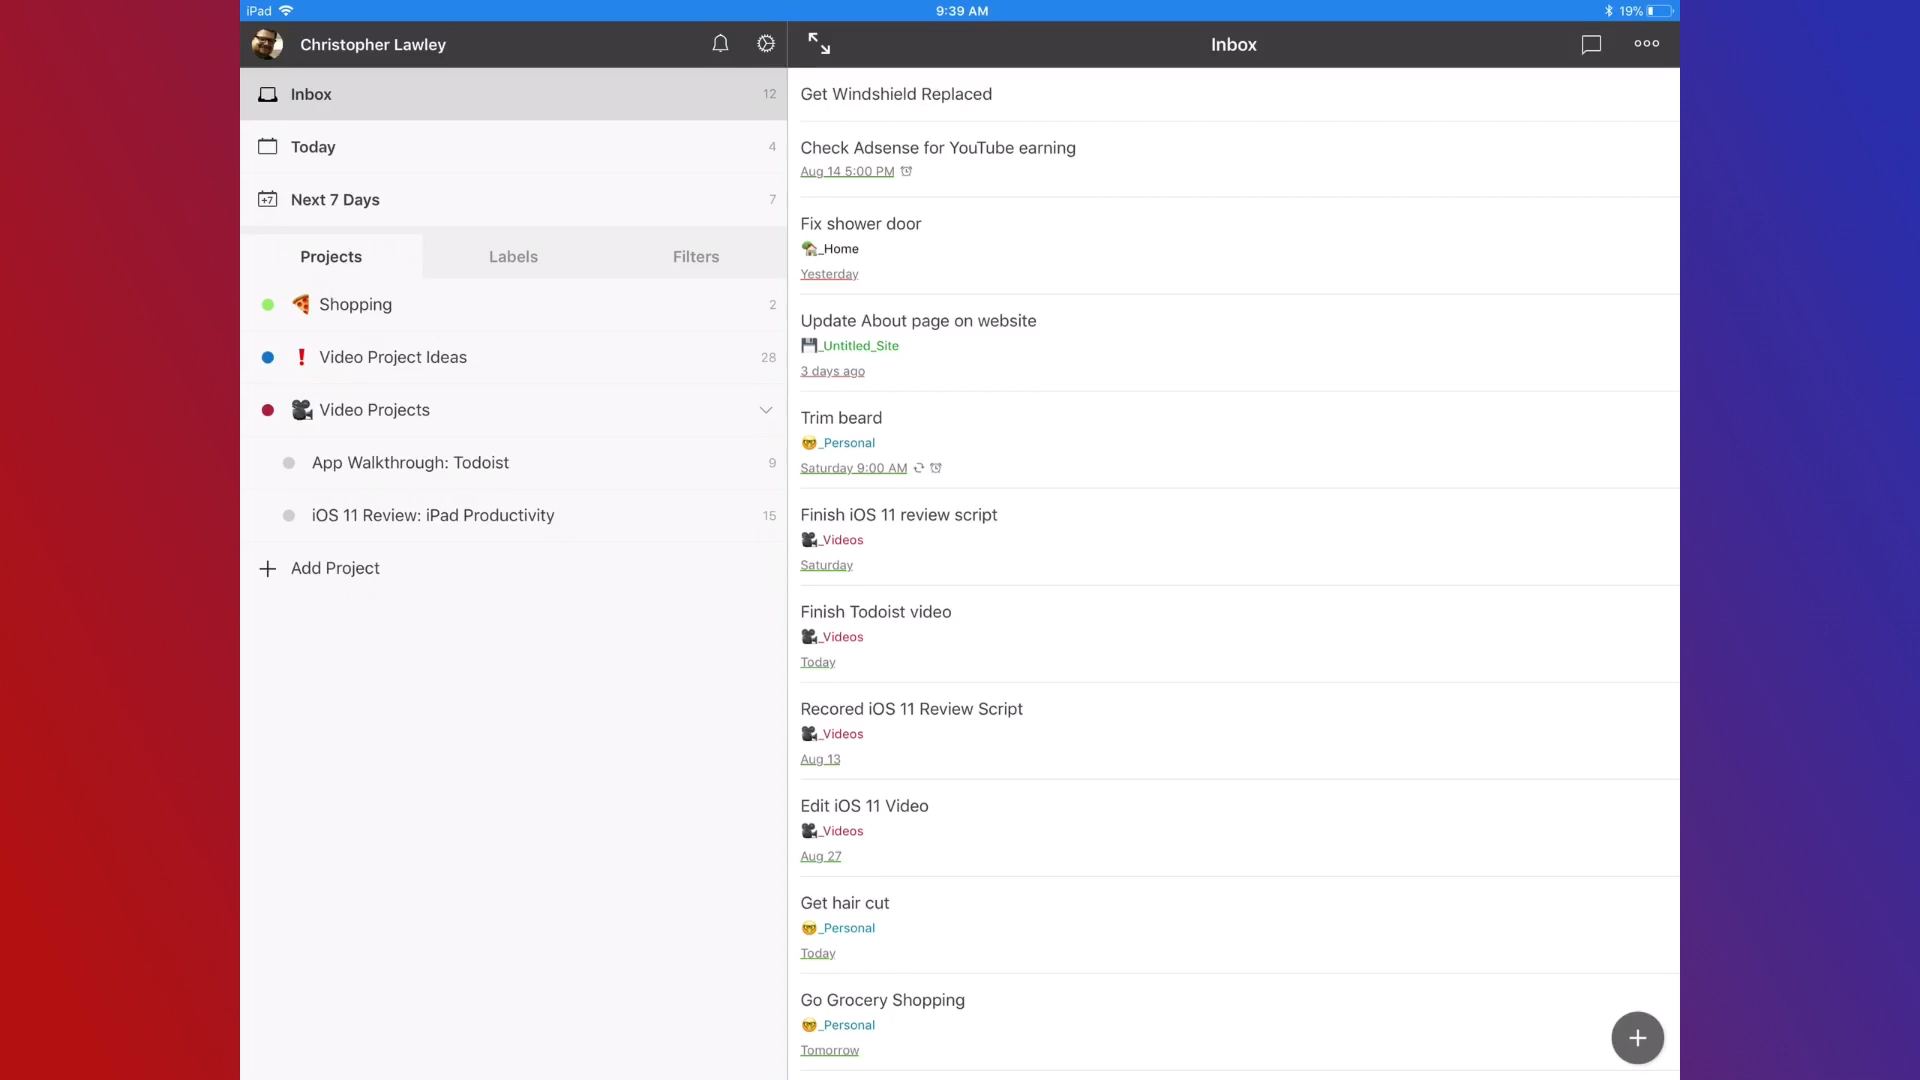 iPad 9:39 AM 19%
Christopher Lawley
Inbox
Inbox 12
Today 4
+7 Next 7 Days 7
Projects Labels Filters
Shopping 2
Video Project Ideas 28
Video Projects
App Walkthrough: Todoist 9
iOS 11 Review: iPad Productivity 15
Add Project
Get Windshield Replaced
Check Adsense for YouTube earning
Aug 14 5:00 PM
Fix shower door
🏡_Home
Yesterday
Update About page on website
💾_Untitled_Site
3 days ago
Trim beard
🤓_Personal
Saturday 9:00 AM
Finish iOS 11 review script
🎥_Videos
Saturday
Finish Todoist video
🎥_Videos
Today
Recored iOS 11 Review Script
🎥_Videos
Aug 13
Edit iOS 11 Video
🎥_Videos
Aug 27
Get hair cut
🤓_Personal
Today
Go Grocery Shopping
🤓_Personal
Tomorrow